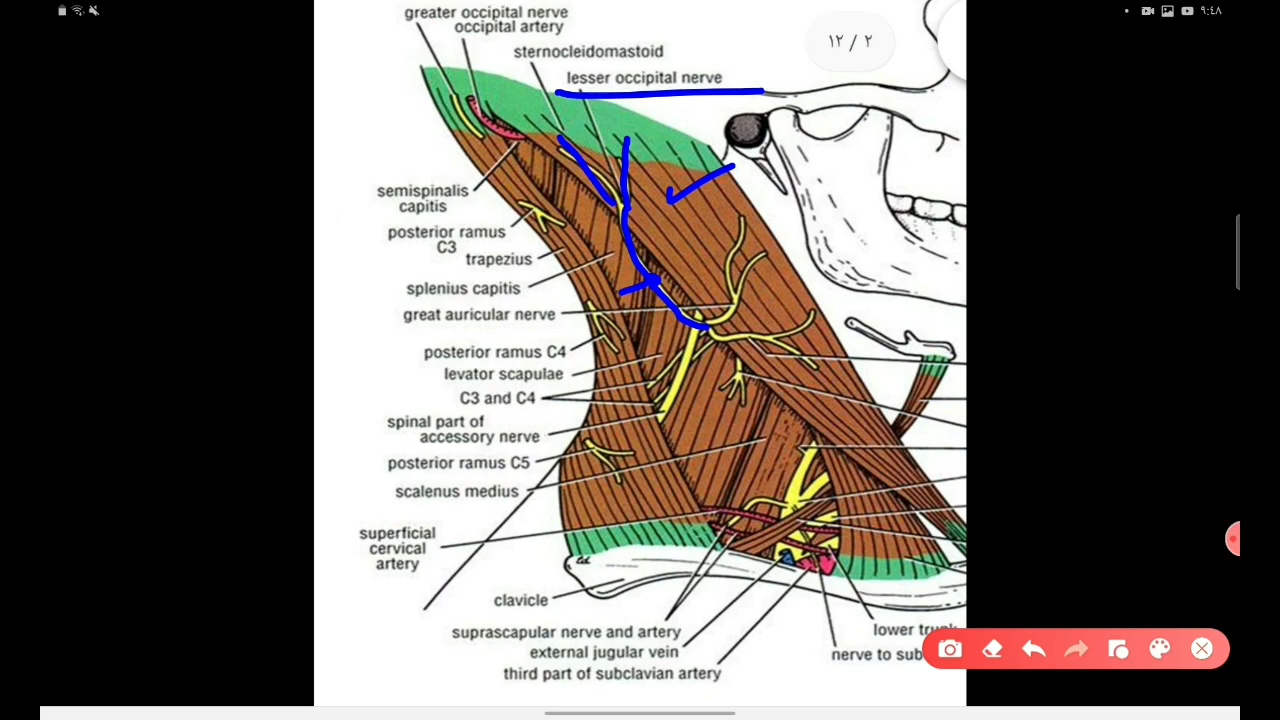 ٩:٤٨
١٢ / ٢
greater occipital nerve
occipital artery
sternocleidomastoid
lesser occipital nerve
semispinalis
capitis
posterior ramus
C3
trapezius
splenius capitis
great auricular nerve
posterior ramus C4
levator scapulae
C3 and C4
spinal part of
accessory nerve
posterior ramus C5
scalenus medius
superficial
cervical
artery
clavicle
suprascapular nerve and artery
external jugular vein
third part of subclavian artery
lower trunk
nerve to sub